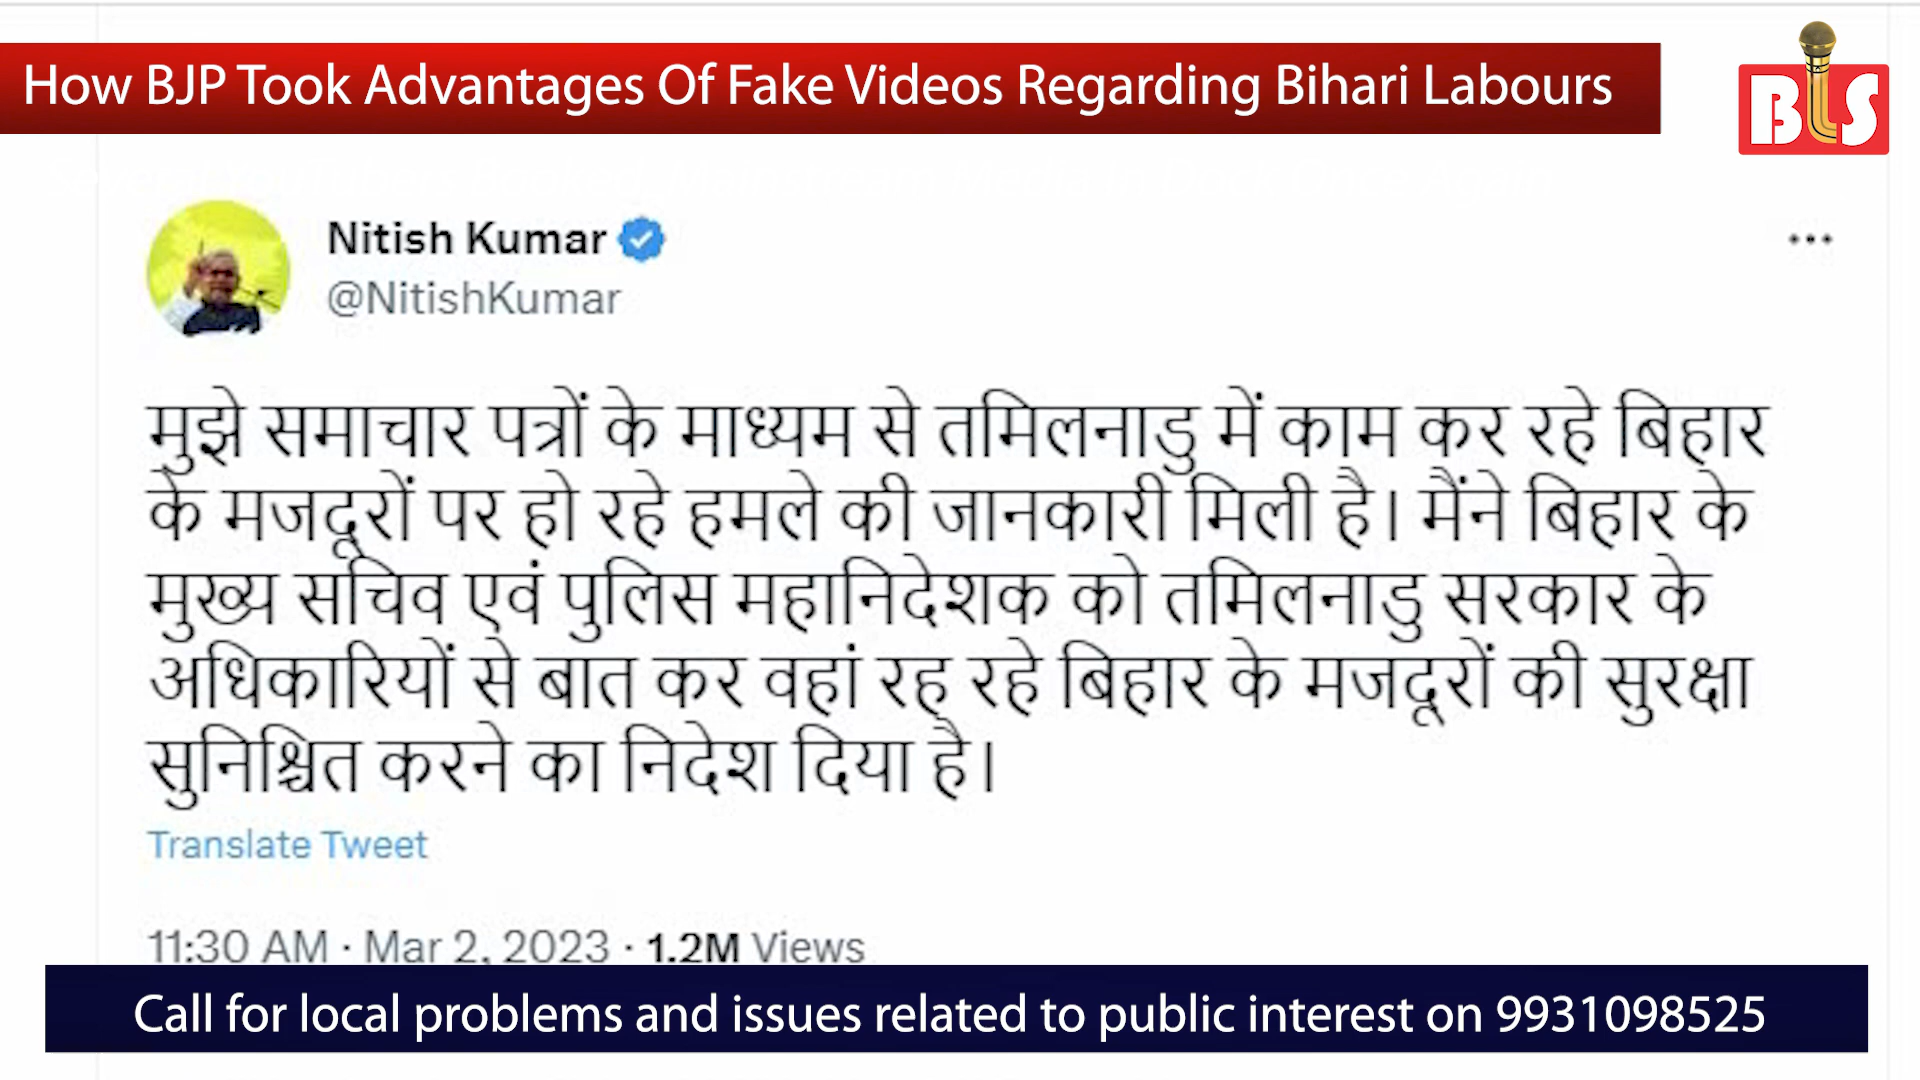 How BJP Took Advantages Of Fake Videos Regarding Bihari Labours
BLS
Nitish Kumar
@NitishKumar
मुझे समाचार पत्रों के माध्यम से तमिलनाडु में काम कर रहे बिहार
के मजदूरों पर हो रहे हमले की जानकारी मिली है। मैंने बिहार के
मुख्य सचिव एवं पुलिस महानिदेशक को तमिलनाडु सरकार के
अधिकारियों से बात कर वहां रह रहे बिहार के मजदूरों की सुरक्षा
सुनिश्चित करने का निदेश दिया है।
Translate Tweet
11:30 AM · Mar 2, 2023 · 1.2M Views
Call for local problems and issues related to public interest on 9931098525